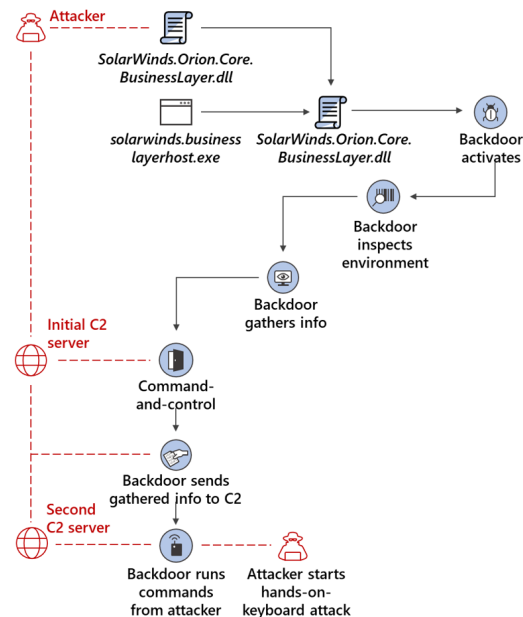 Attacker
SolarWinds.Orion.Core.
BusinessLayer.dll
solarwinds.business
layerhost.exe
SolarWinds.Orion.Core.
BusinessLayer.dll
Backdoor
activates
Backdoor
inspects
environment
Backdoor
gathers info
Initial C2
server
Command-
and-control
Backdoor sends
gathered info to C2
Second
C2 server
Backdoor runs
commands
from attacker
Attacker starts
hands-on-
keyboard attack